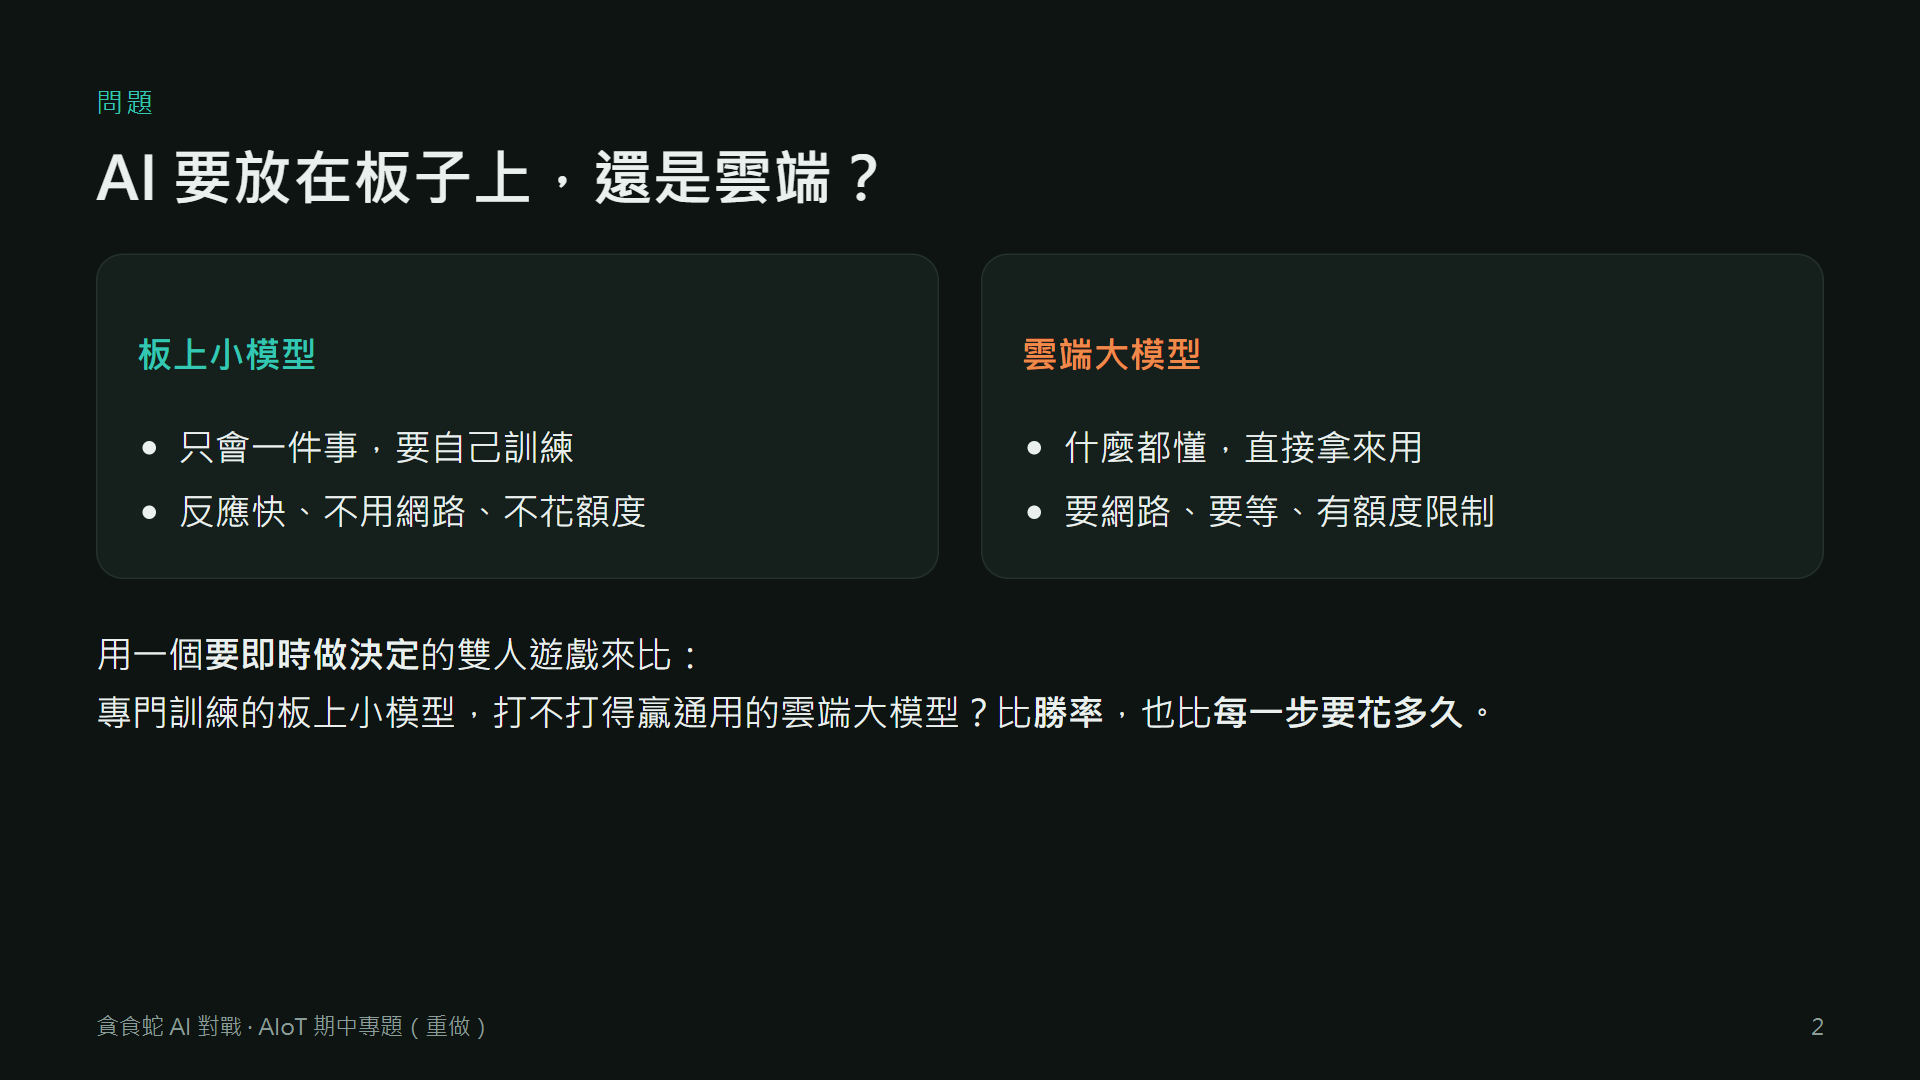 問題
AI 要放在板子上，還是雲端？
板上小模型
• 只會一件事，要自己訓練
• 反應快、不用網路、不花額度
雲端大模型
• 什麼都懂，直接拿來用
• 要網路、要等、有額度限制
用一個要即時做決定的雙人遊戲來比：
專門訓練的板上小模型，打不打得贏通用的雲端大模型？比勝率，也比每一步要花多久。
貪食蛇 AI 對戰 · AIoT 期中專題（重做）
2